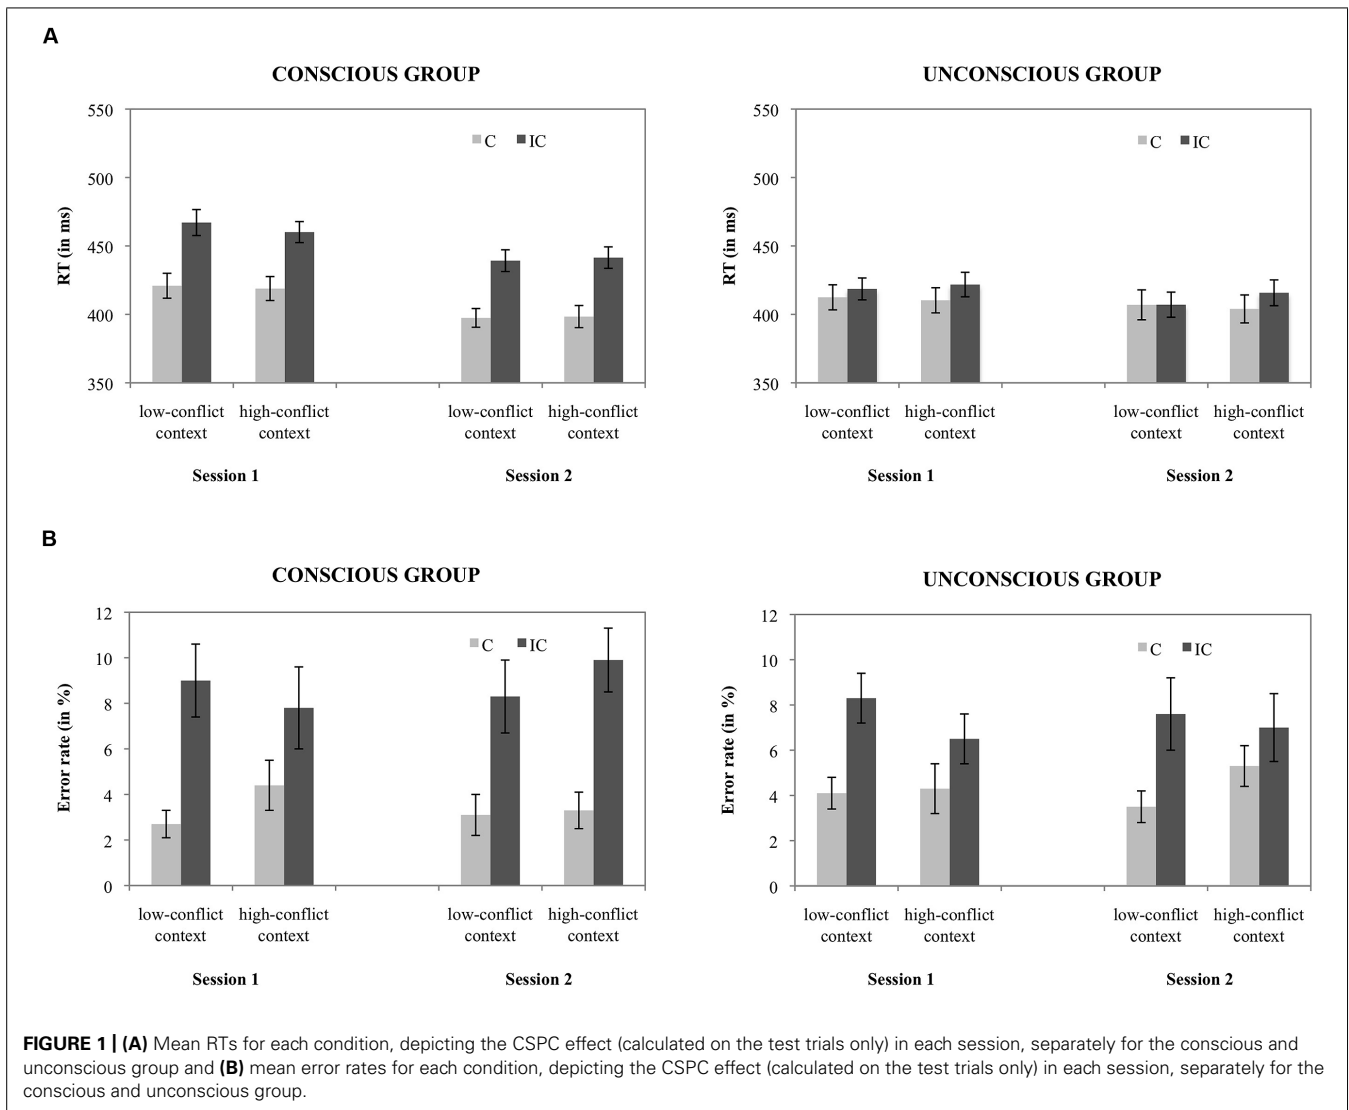 A
CONSCIOUS GROUP
550
500
450
400
350
RT (in ms)
C IC
low-conflict context
high-conflict context
low-conflict context
high-conflict context
Session 1
Session 2
UNCONSCIOUS GROUP
550
500
450
400
350
RT (in ms)
C IC
low-conflict context
high-conflict context
low-conflict context
high-conflict context
Session 1
Session 2
B
CONSCIOUS GROUP
12
10
8
6
4
2
0
Error rate (in %)
C IC
low-conflict context
high-conflict context
low-conflict context
high-conflict context
Session 1
Session 2
UNCONSCIOUS GROUP
12
10
8
6
4
2
0
Error rate (in %)
C IC
low-conflict context
high-conflict context
low-conflict context
high-conflict context
Session 1
Session 2
FIGURE 1 | (A) Mean RTs for each condition, depicting the CSPC effect (calculated on the test trials only) in each session, separately for the conscious and
unconscious group and (B) mean error rates for each condition, depicting the CSPC effect (calculated on the test trials only) in each session, separately for the
conscious and unconscious group.